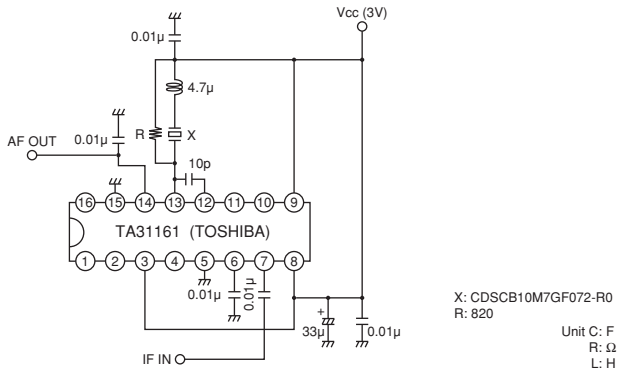 Vcc (3V)
0.01μ
4.7μ
AF OUT
0.01μ
R
X
10p
16 15 14 13 12 11 10 9
TA31161 (TOSHIBA)
1 2 3 4 5 6 7 8
0.01μ
0.01μ
+
33μ
0.01μ
IF IN
X: CDSCB10M7GF072-R0
R: 820
Unit C: F
R: Ω
L: H